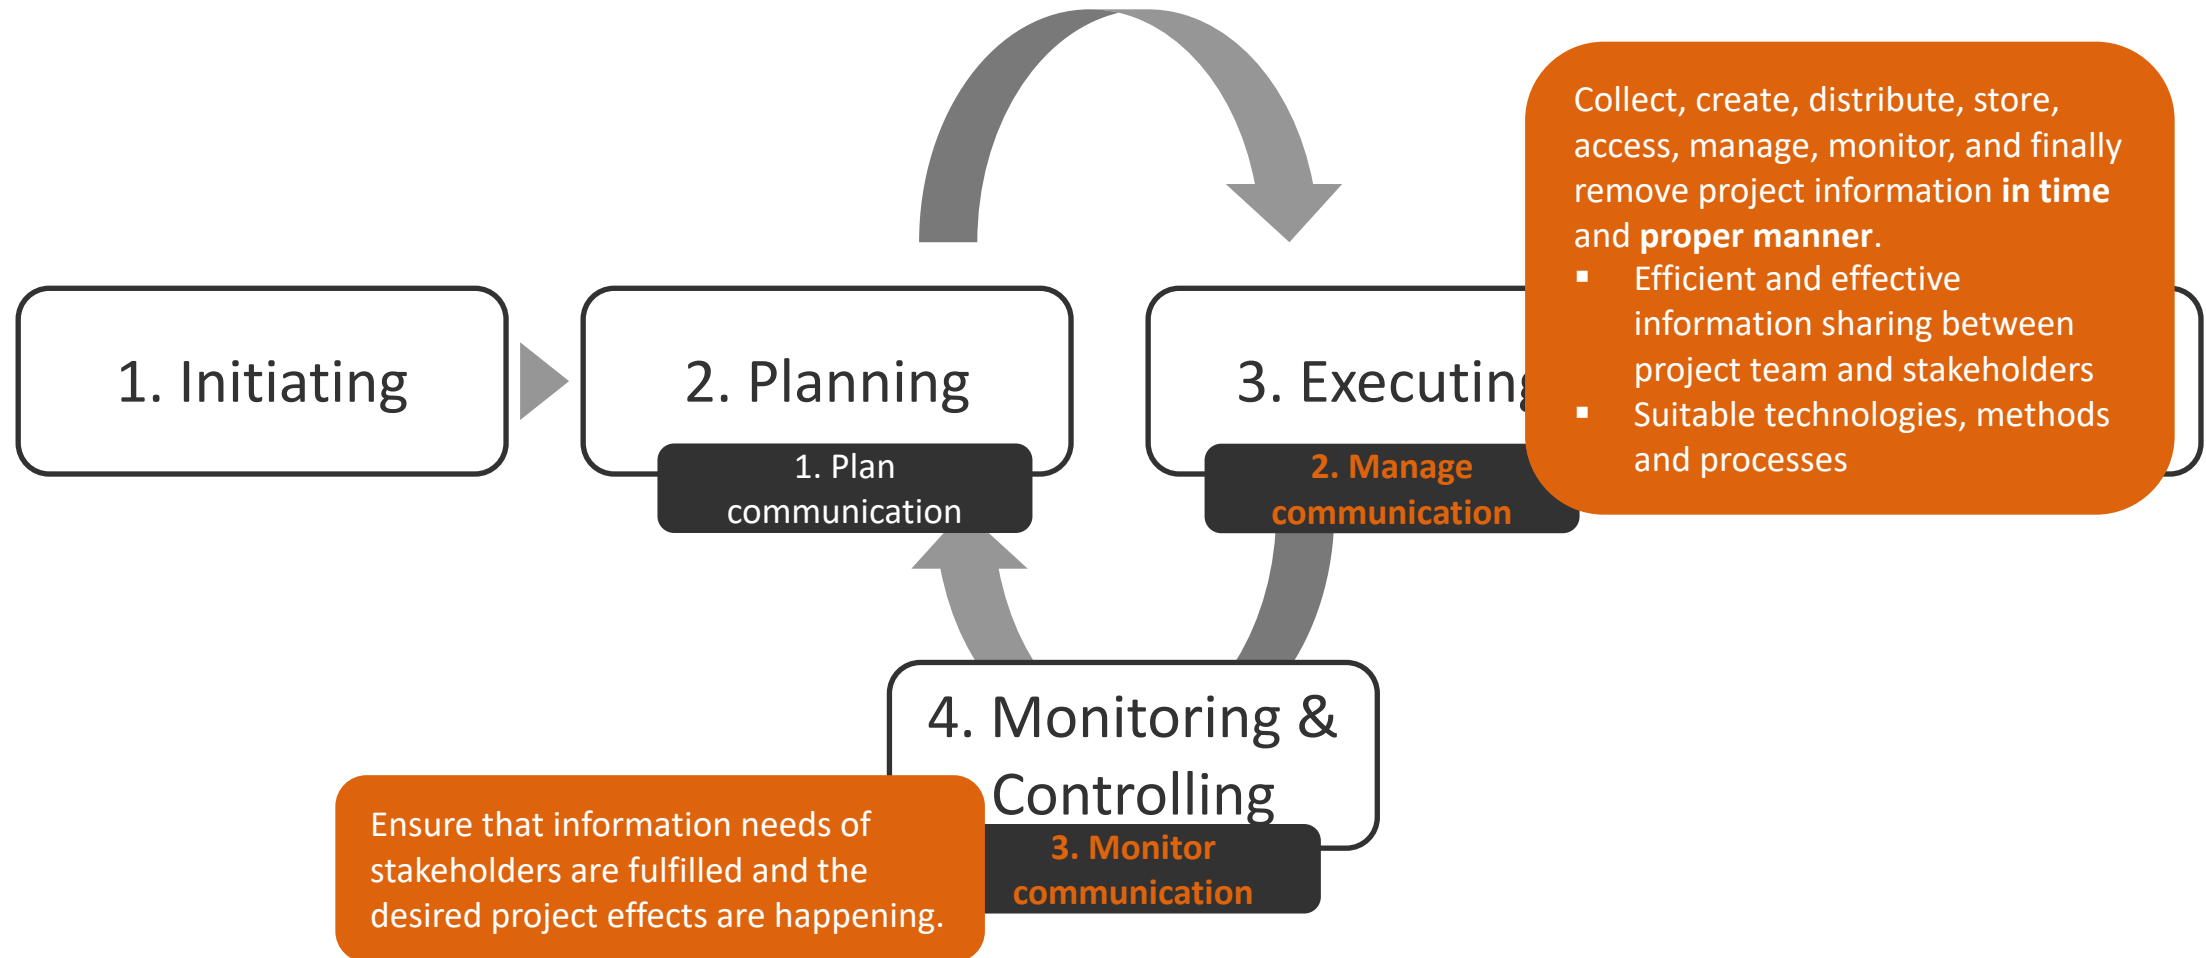 Collect, create, distribute, store,
access, manage, monitor, and finally
remove project information in time
and proper manner.
▪ Efficient and effective
information sharing between
project team and stakeholders
▪ Suitable technologies, methods
and processes
1. Initiating
2. Planning
1. Plan
communication
3. Executing
2. Manage
communication
4. Monitoring &
Controlling
3. Monitor
communication
Ensure that information needs of
stakeholders are fulfilled and the
desired project effects are happening.